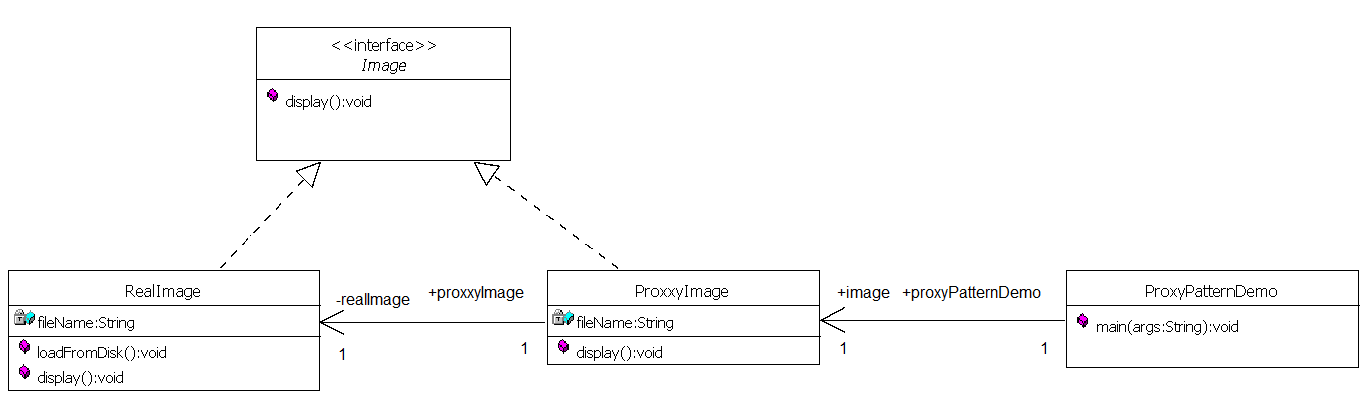 <<interface>>
Image
display():void
RealImage
fileName:String
loadFromDisk():void
display():void
-realImage
+proxxyImage
1
1
ProxxyImage
fileName:String
display():void
+image
+proxyPatternDemo
1
1
ProxyPatternDemo
main(args:String):void